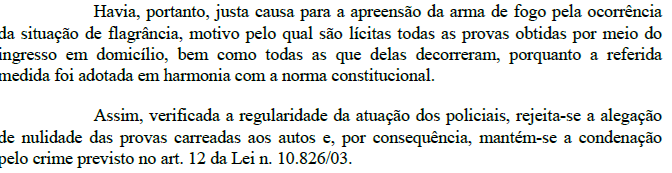 Havia, portanto, justa causa para a apreensão da arma de fogo pela ocorrência
da situação de flagrância, motivo pelo qual são lícitas todas as provas obtidas por meio do
ingresso em domicílio, bem como todas as que delas decorreram, porquanto a referida
medida foi adotada em harmonia com a norma constitucional.
Assim, verificada a regularidade da atuação dos policiais, rejeita-se a alegação
de nulidade das provas carreadas aos autos e, por consequência, mantém-se a condenação
pelo crime previsto no art. 12 da Lei n. 10.826/03.